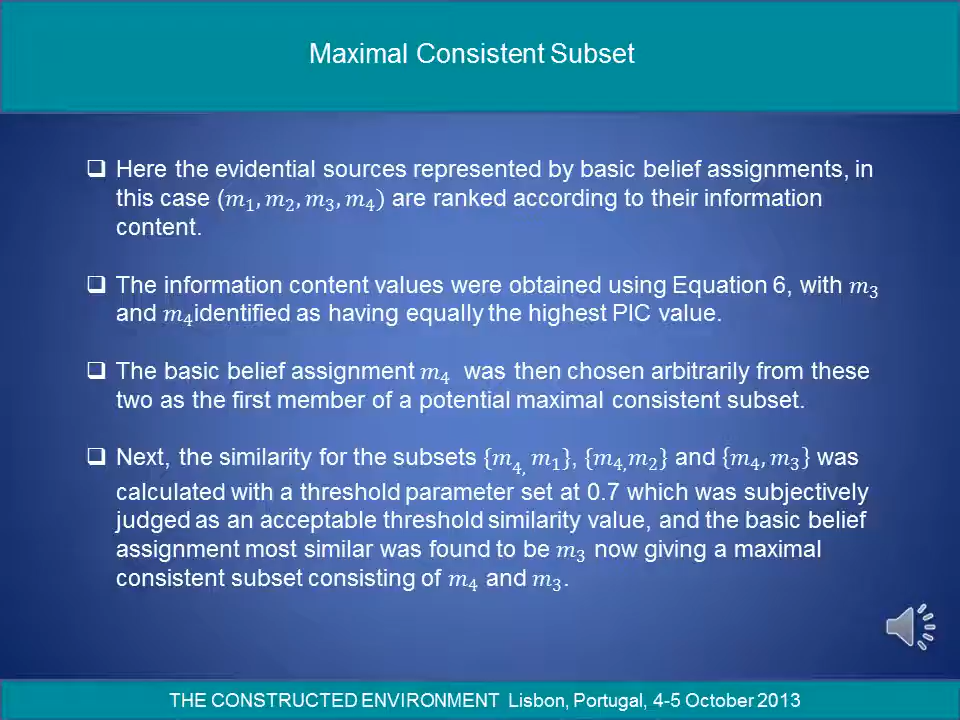 Maximal Consistent Subset
❑ Here the evidential sources represented by basic belief assignments, in
this case (m₁, m₂, m₃, m₄) are ranked according to their information
content.
❑ The information content values were obtained using Equation 6, with m₃
and m₄identified as having equally the highest PIC value.
❑ The basic belief assignment m₄ was then chosen arbitrarily from these
two as the first member of a potential maximal consistent subset.
❑ Next, the similarity for the subsets {m₄, m₁}, {m₄,m₂} and {m₄, m₃} was
calculated with a threshold parameter set at 0.7 which was subjectively
judged as an acceptable threshold similarity value, and the basic belief
assignment most similar was found to be m₃ now giving a maximal
consistent subset consisting of m₄ and m₃.
THE CONSTRUCTED ENVIRONMENT Lisbon, Portugal, 4-5 October 2013